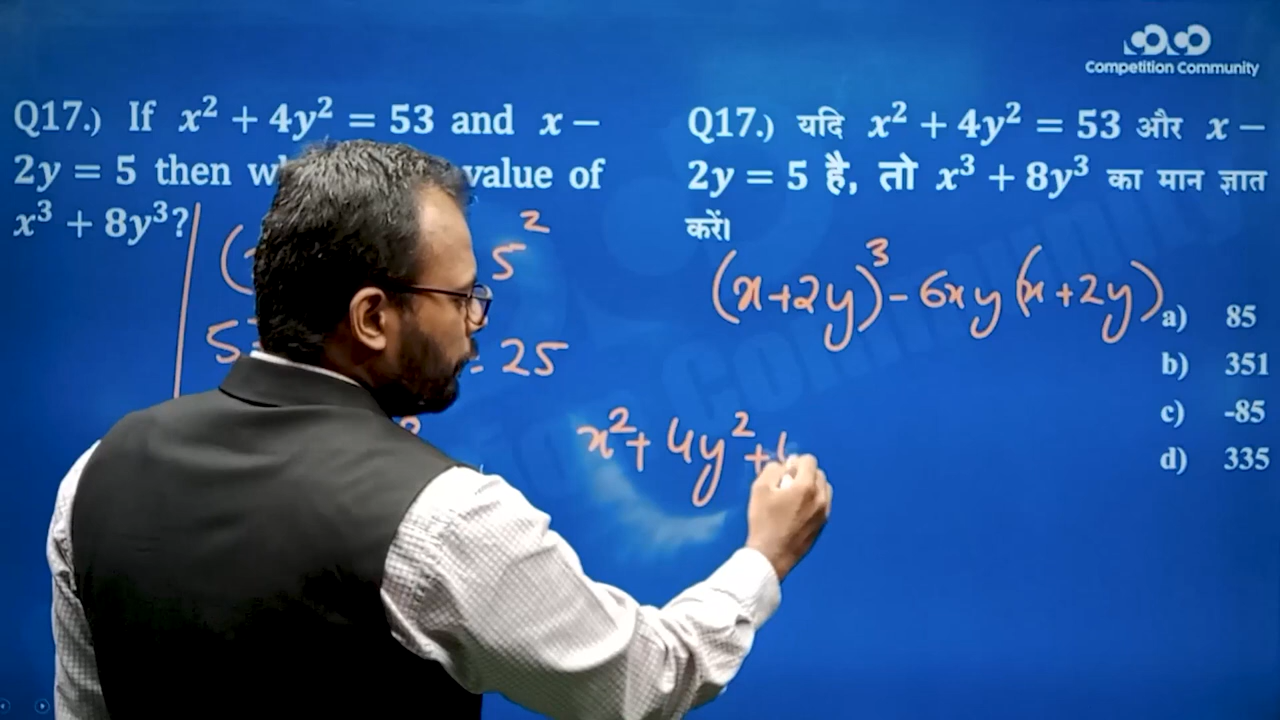 Competition Community
Q17.) If x² + 4y² = 53 and x −
2y = 5 then value of
x³ + 8y³?
Q17.) यदि x² + 4y² = 53 और x −
2y = 5 है, तो x³ + 8y³ का मान ज्ञात
करें।
( 5²
5 = 25
(x+2y)³ - 6xy (x+2y)
x² + 4y² +
a) 85
b) 351
c) -85
d) 335